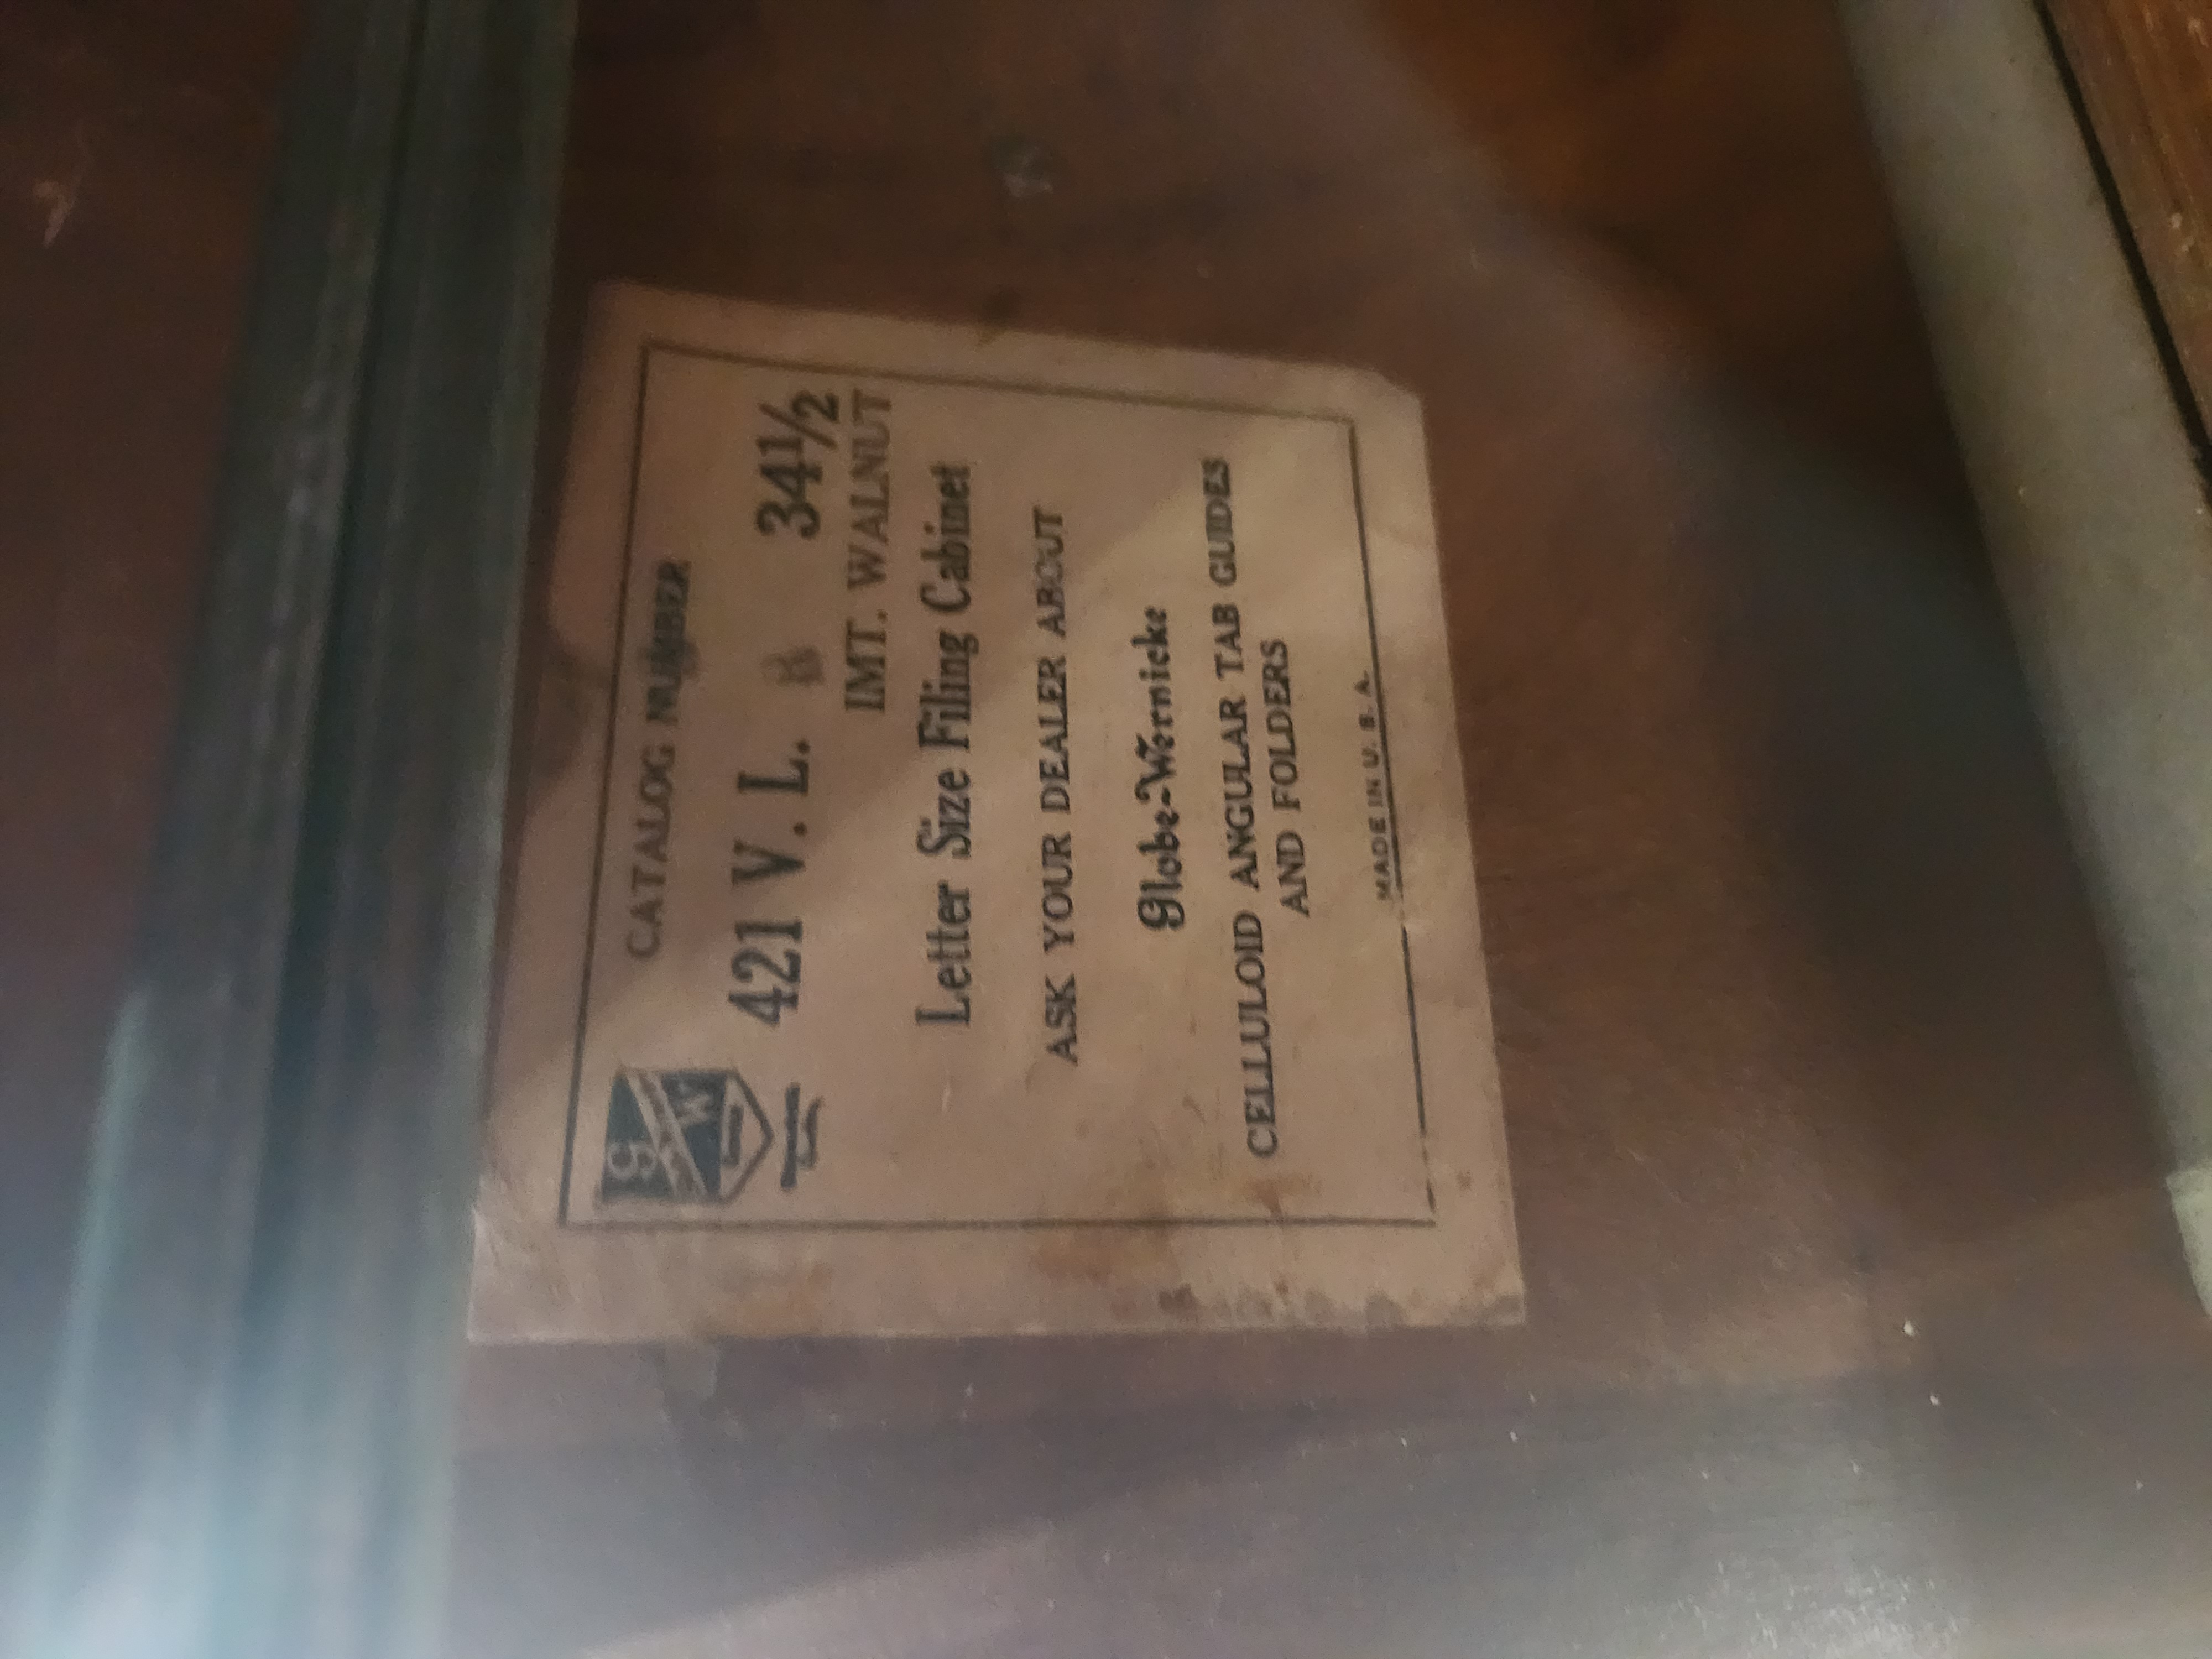 CATALOG NUMBER
G
W
421 V. L. B 34½
IMT. WALNUT
Letter Size Filing Cabinet
ASK YOUR DEALER ABOUT
Globe-Wernicke
CELLULOID ANGULAR TAB GUIDES
AND FOLDERS
MADE IN U. S. A.